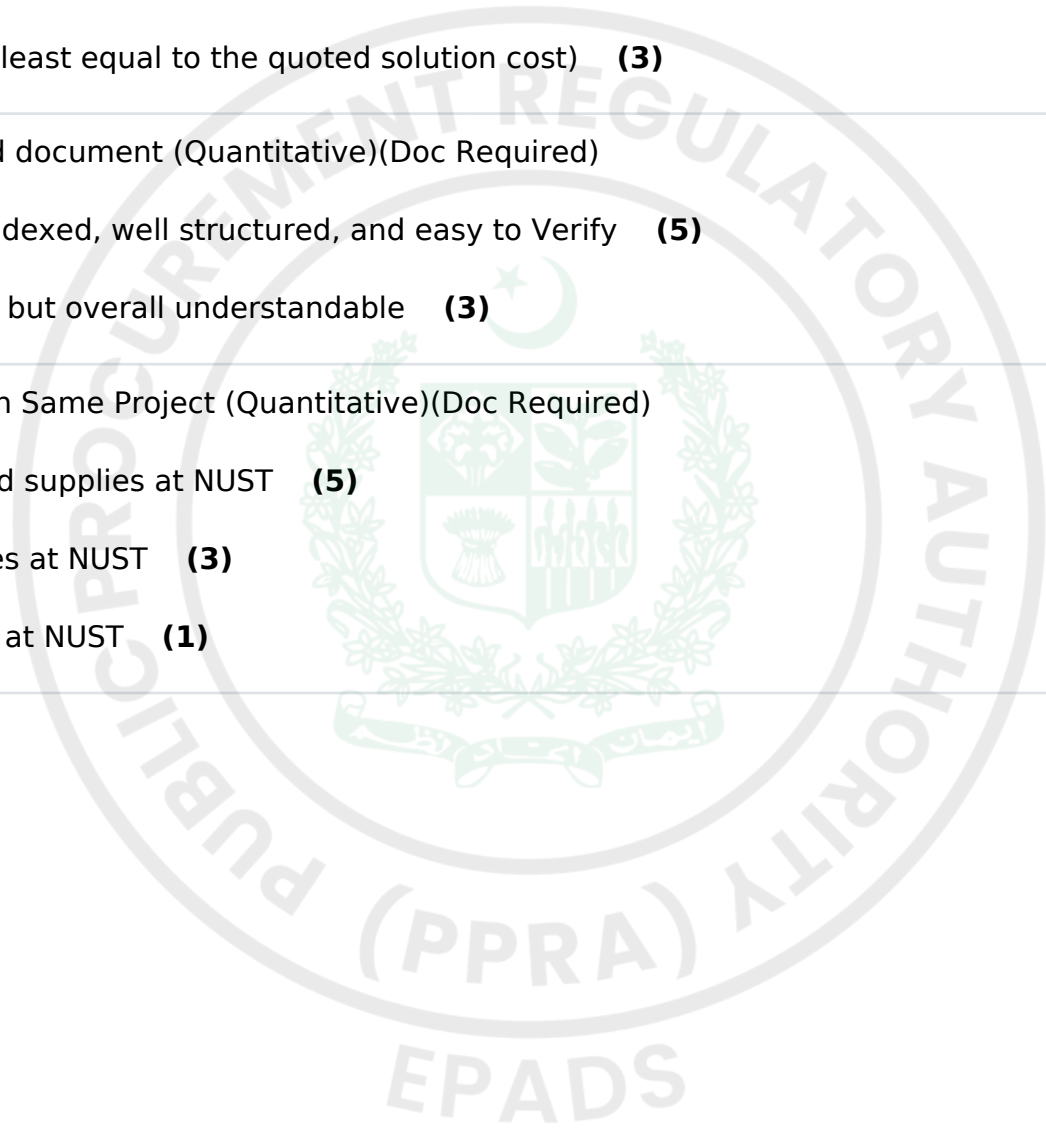 least equal to the quoted solution cost) (3)
document (Quantitative)(Doc Required)
dexed, well structured, and easy to Verify (5)
but overall understandable (3)
Same Project (Quantitative)(Doc Required)
supplies at NUST (5)
at NUST (3)
at NUST (1)
PUBLIC PROCUREMENT REGULATORY AUTHORITY
(PPRA)
EPADS